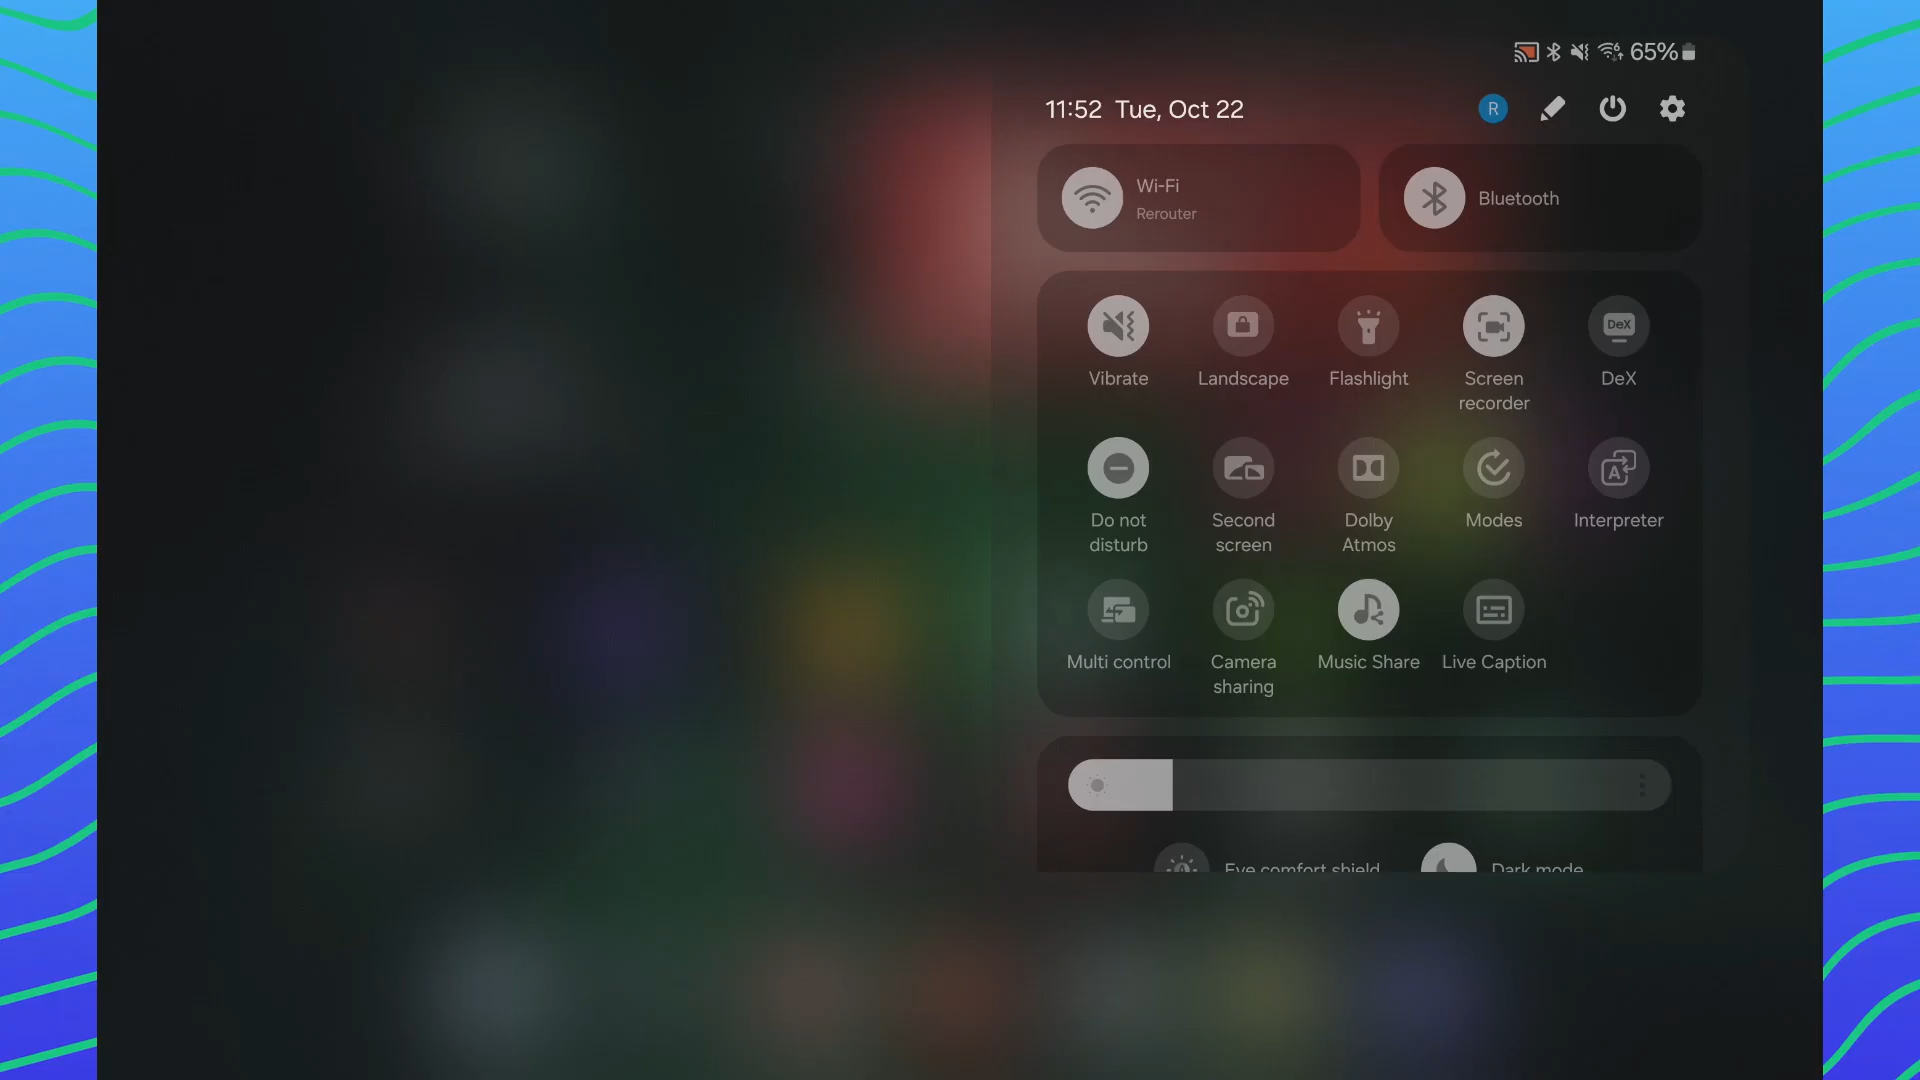 65%
11:52 Tue, Oct 22
R
Wi-Fi
Rerouter
Bluetooth
Vibrate
Landscape
Flashlight
Screen
recorder
DeX
DeX
Do not
disturb
Second
screen
Dolby
Atmos
Modes
A
Interpreter
Multi control
Camera
sharing
Music Share
Live Caption
Eye comfort shield
Dark mode